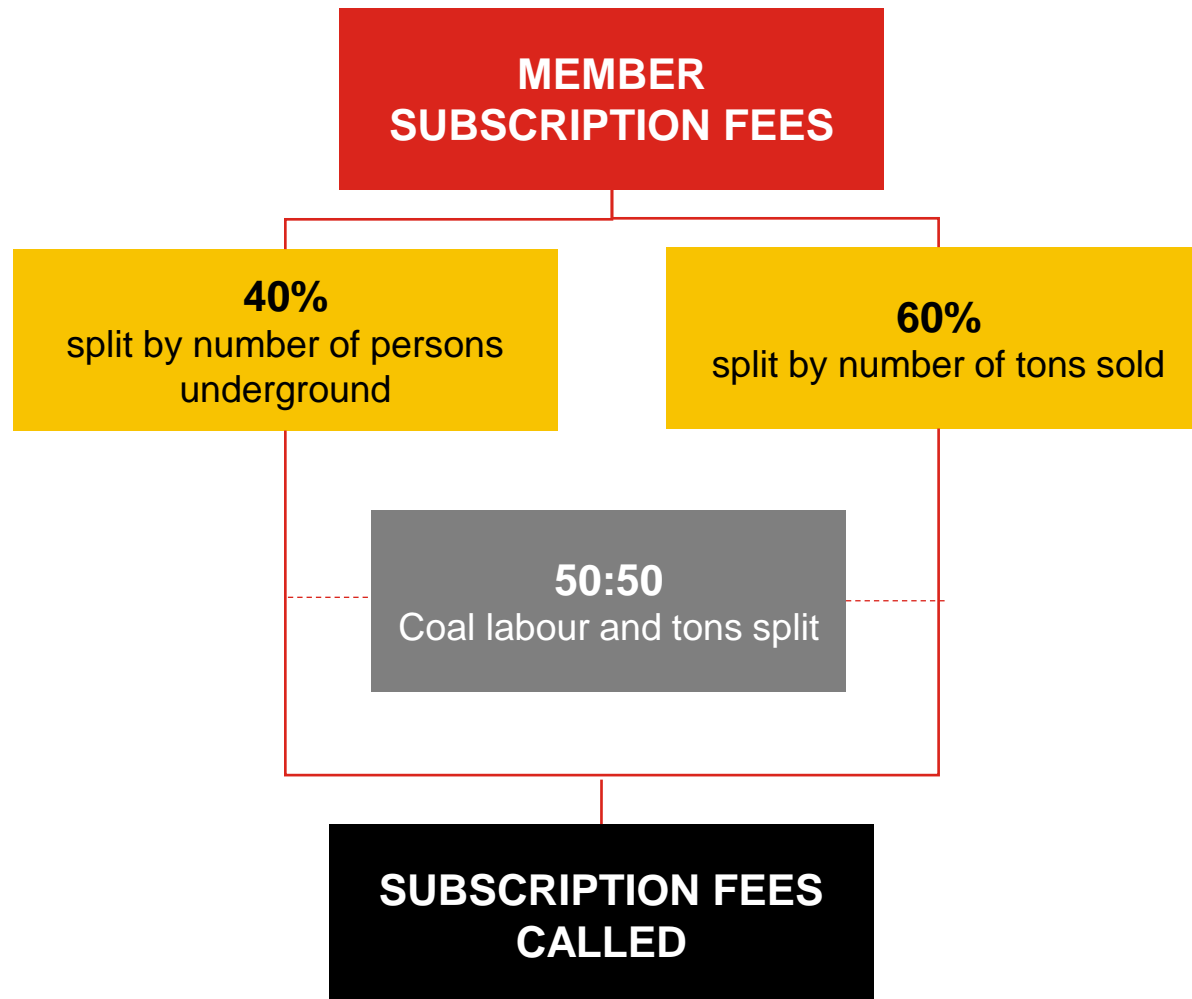 MEMBER
SUBSCRIPTION FEES
40%
split by number of persons
underground
60%
split by number of tons sold
50:50
Coal labour and tons split
SUBSCRIPTION FEES
CALLED